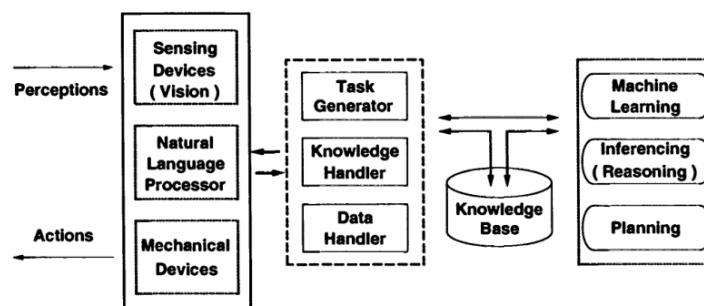 Perceptions
Actions
Sensing
Devices
( Vision )
Natural
Language
Processor
Mechanical
Devices
Task
Generator
Knowledge
Handler
Data
Handler
Knowledge
Base
Machine
Learning
Inferencing
( Reasoning )
Planning